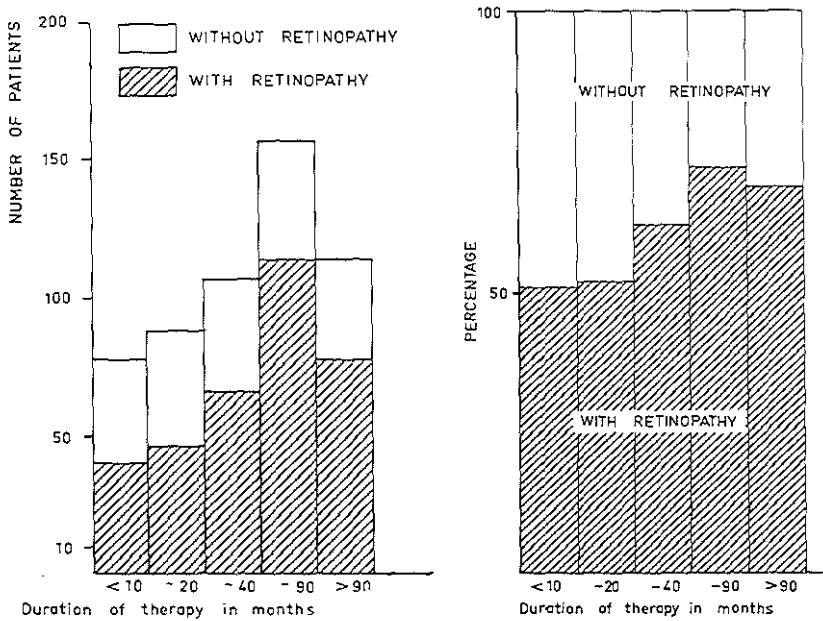 NUMBER OF PATIENTS
200
150
100
50
10
WITHOUT RETINOPATHY
WITH RETINOPATHY
<10 ~20 ~40 -90 >90
Duration of therapy in months
PERCENTAGE
100
50
WITHOUT RETINOPATHY
WITH RETINOPATHY
<10 -20 -40 -90 >90
Duration of therapy in months